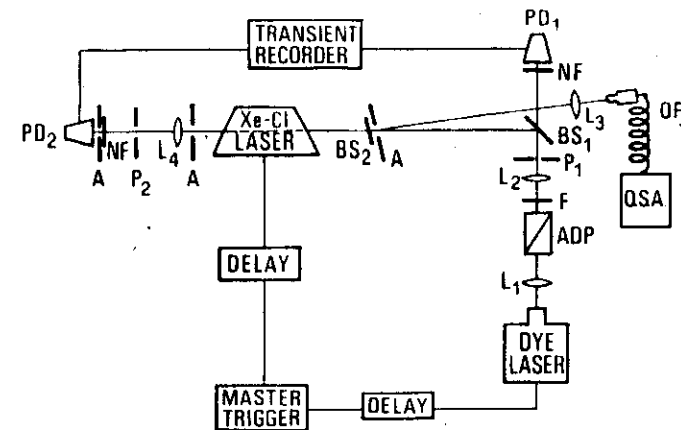 PD1
TRANSIENT
RECORDER
NF
L3
OF
PD2
Xe-Cl
LASER
BS1
NF
L4
BS2
A
P1
A
P2
A
L2
F
Q.S.A.
ADP
DELAY
L1
DYE
LASER
MASTER
TRIGGER
DELAY